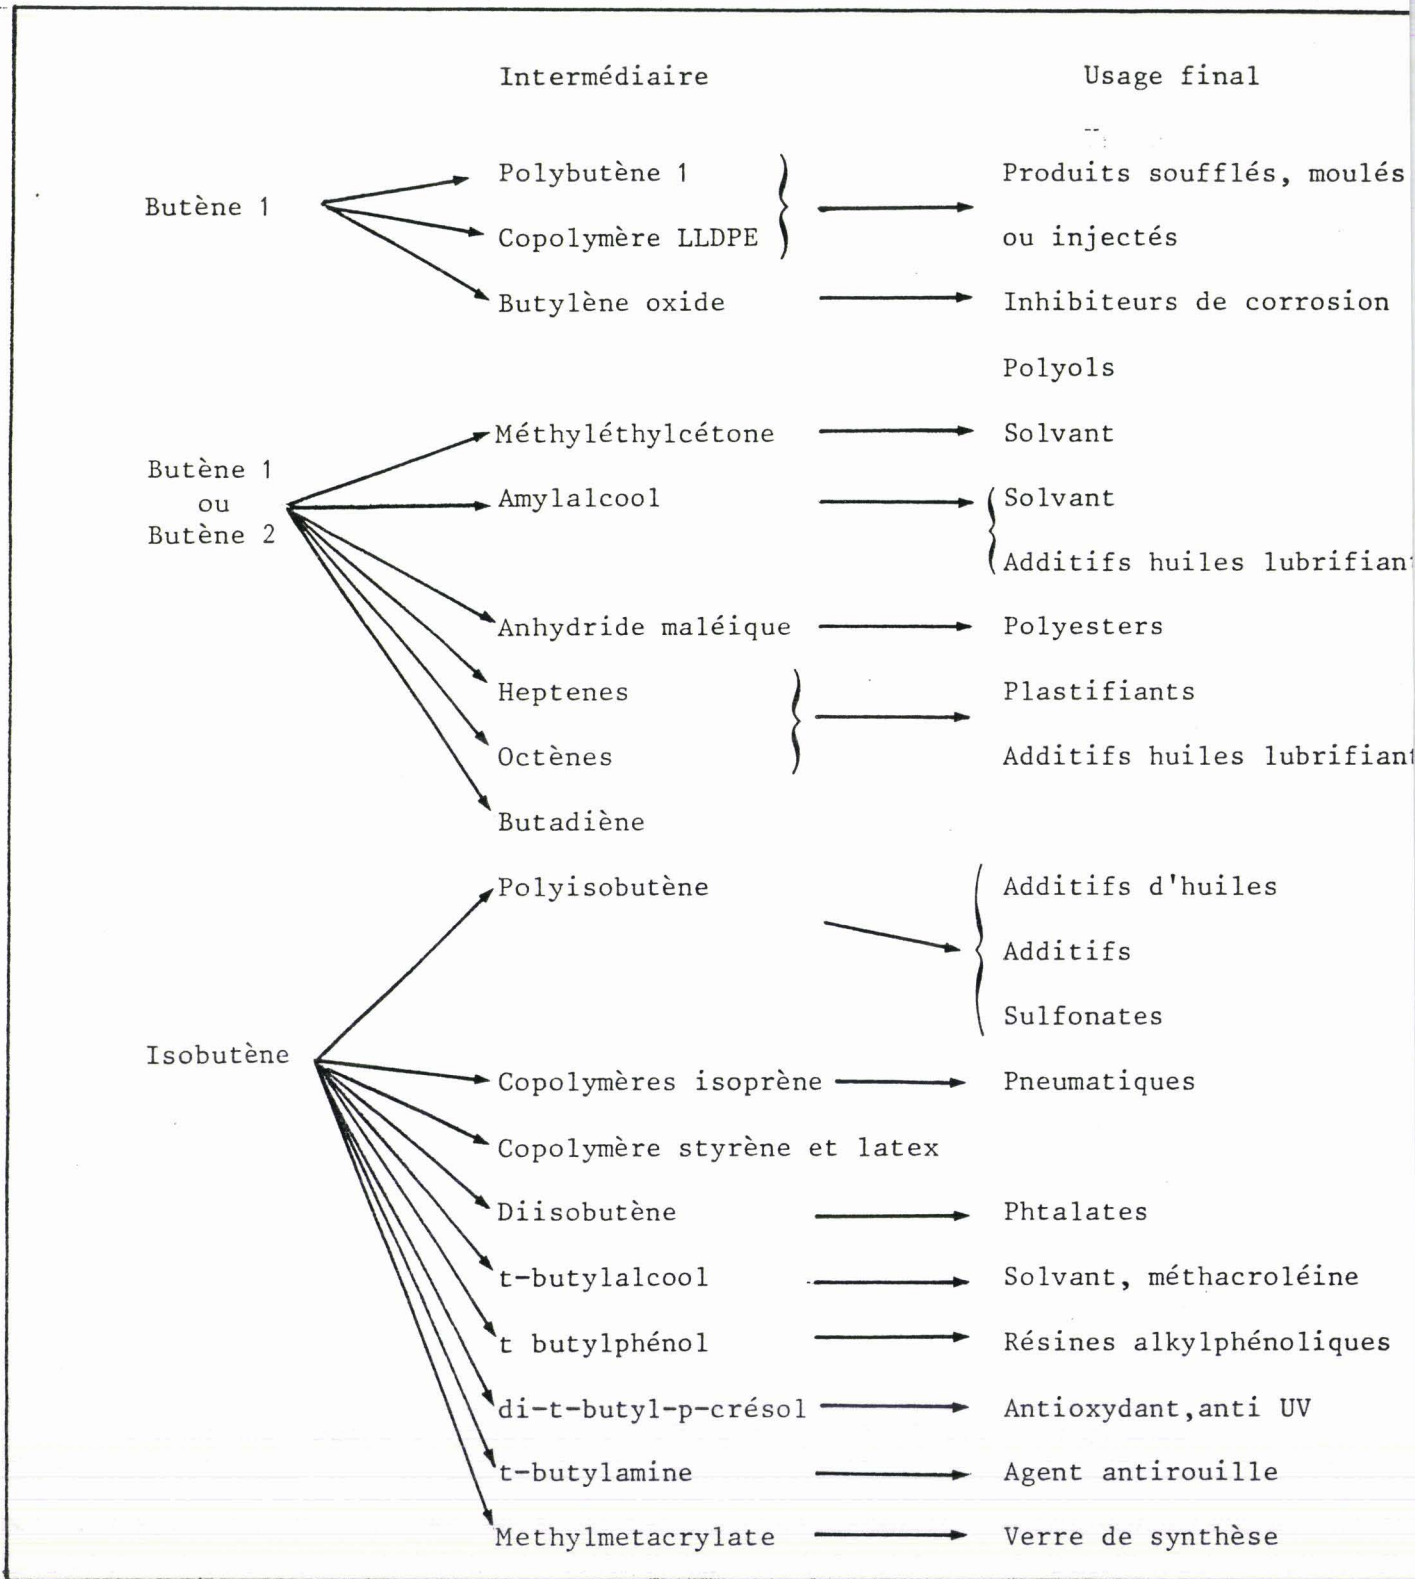 Intermédiaire Usage final
Polybutène 1 Produits soufflés, moulés
Butène 1
Copolymère LLDPE ou injectés
Butylène oxide Inhibiteurs de corrosion
Polyols
Méthyléthylcétone Solvant
Butène 1
ou
Butène 2
Amylalcool Solvant
Additifs huiles lubrifian
Anhydride maléique Polyesters
Heptenes Plastifiants
Octènes Additifs huiles lubrifian
Butadiène
Polyisobutène Additifs d'huiles
Additifs
Sulfonates
Isobutène
Copolymères isoprène Pneumatiques
Copolymère styrène et latex
Diisobutène Phtalates
t-butylalcool Solvant, méthacroléine
t butylphénol Résines alkylphénoliques
di-t-butyl-p-crésol Antioxydant,anti UV
t-butylamine Agent antirouille
Methylmetacrylate Verre de synthèse